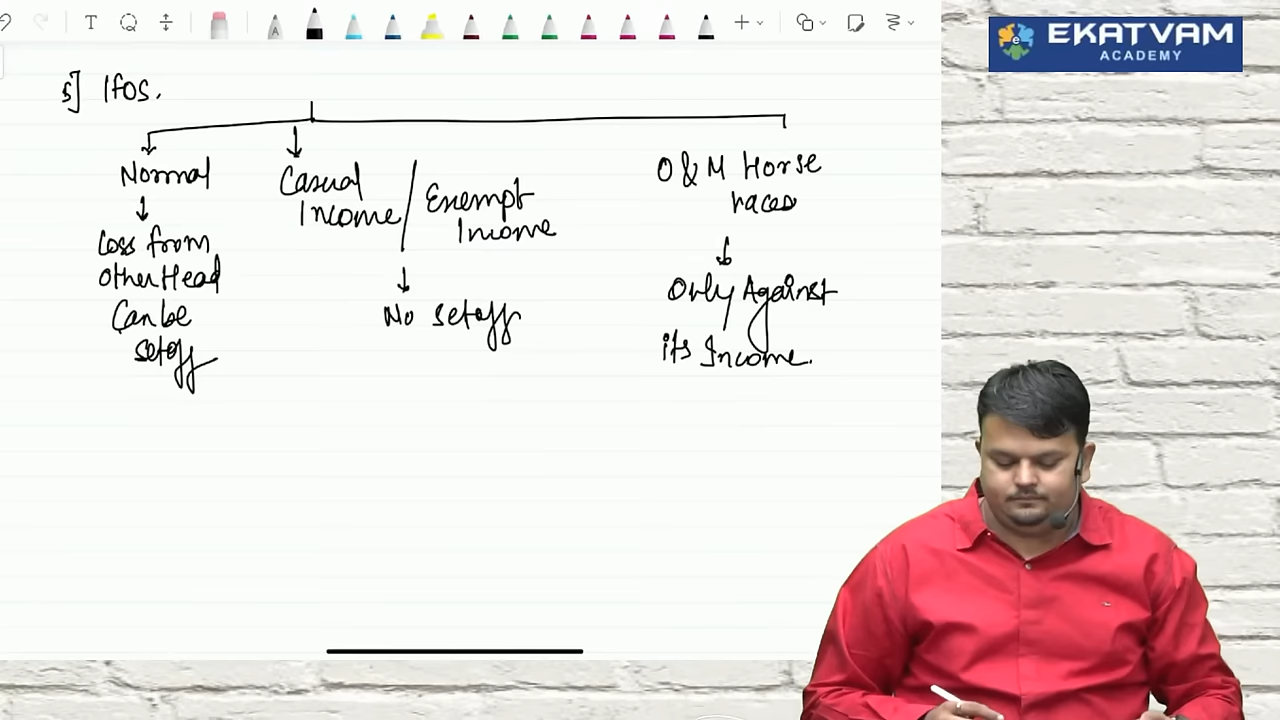 EKATVAM
ACADEMY
5] IFOS.
Normal
Loss from
other Head
Can be
setoff
Casual
Income
Exempt
Income
No setoff
O & M Horse
races
Only Against
its Income.